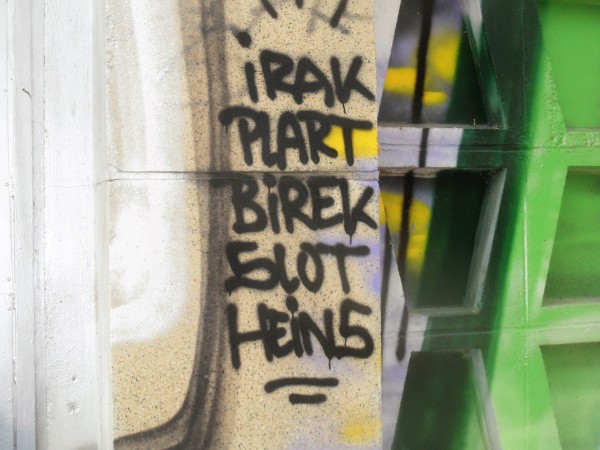 iRAK
PLART
BiREK
SLOT
HEiNS